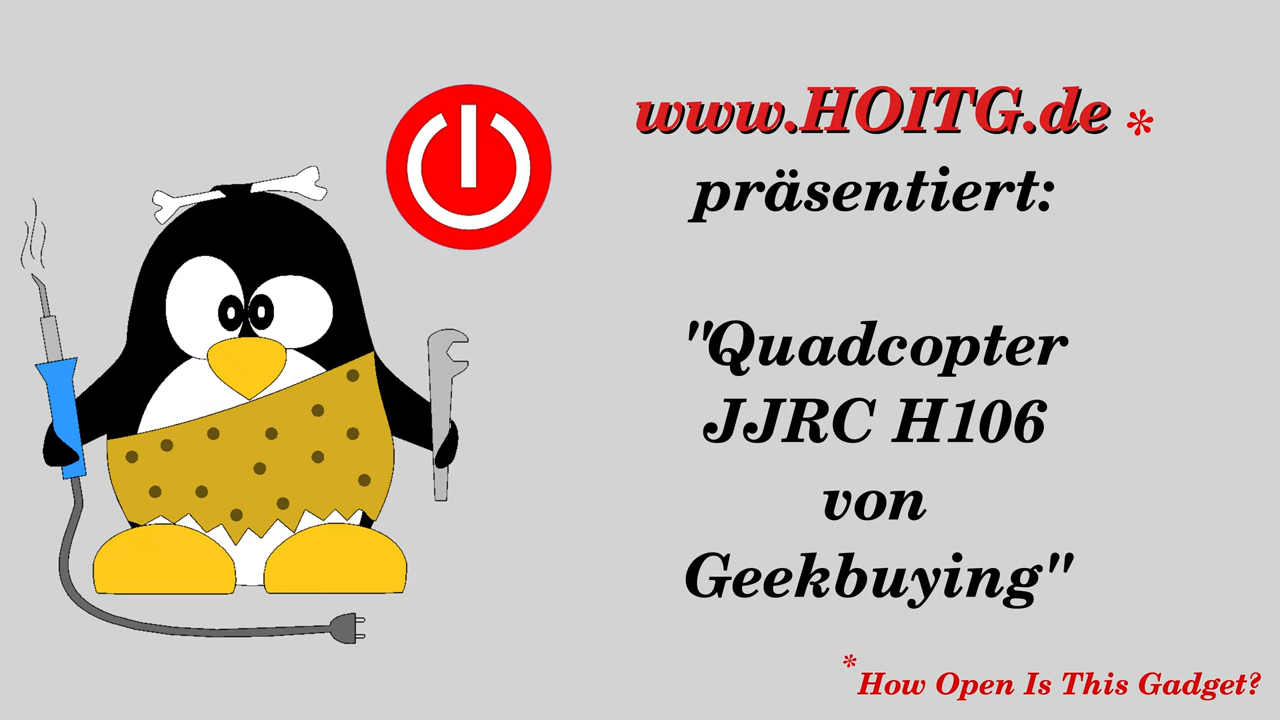 www.HOITG.de *
präsentiert:
"Quadcopter
JJRC H106
von
Geekbuying"
*How Open Is This Gadget?